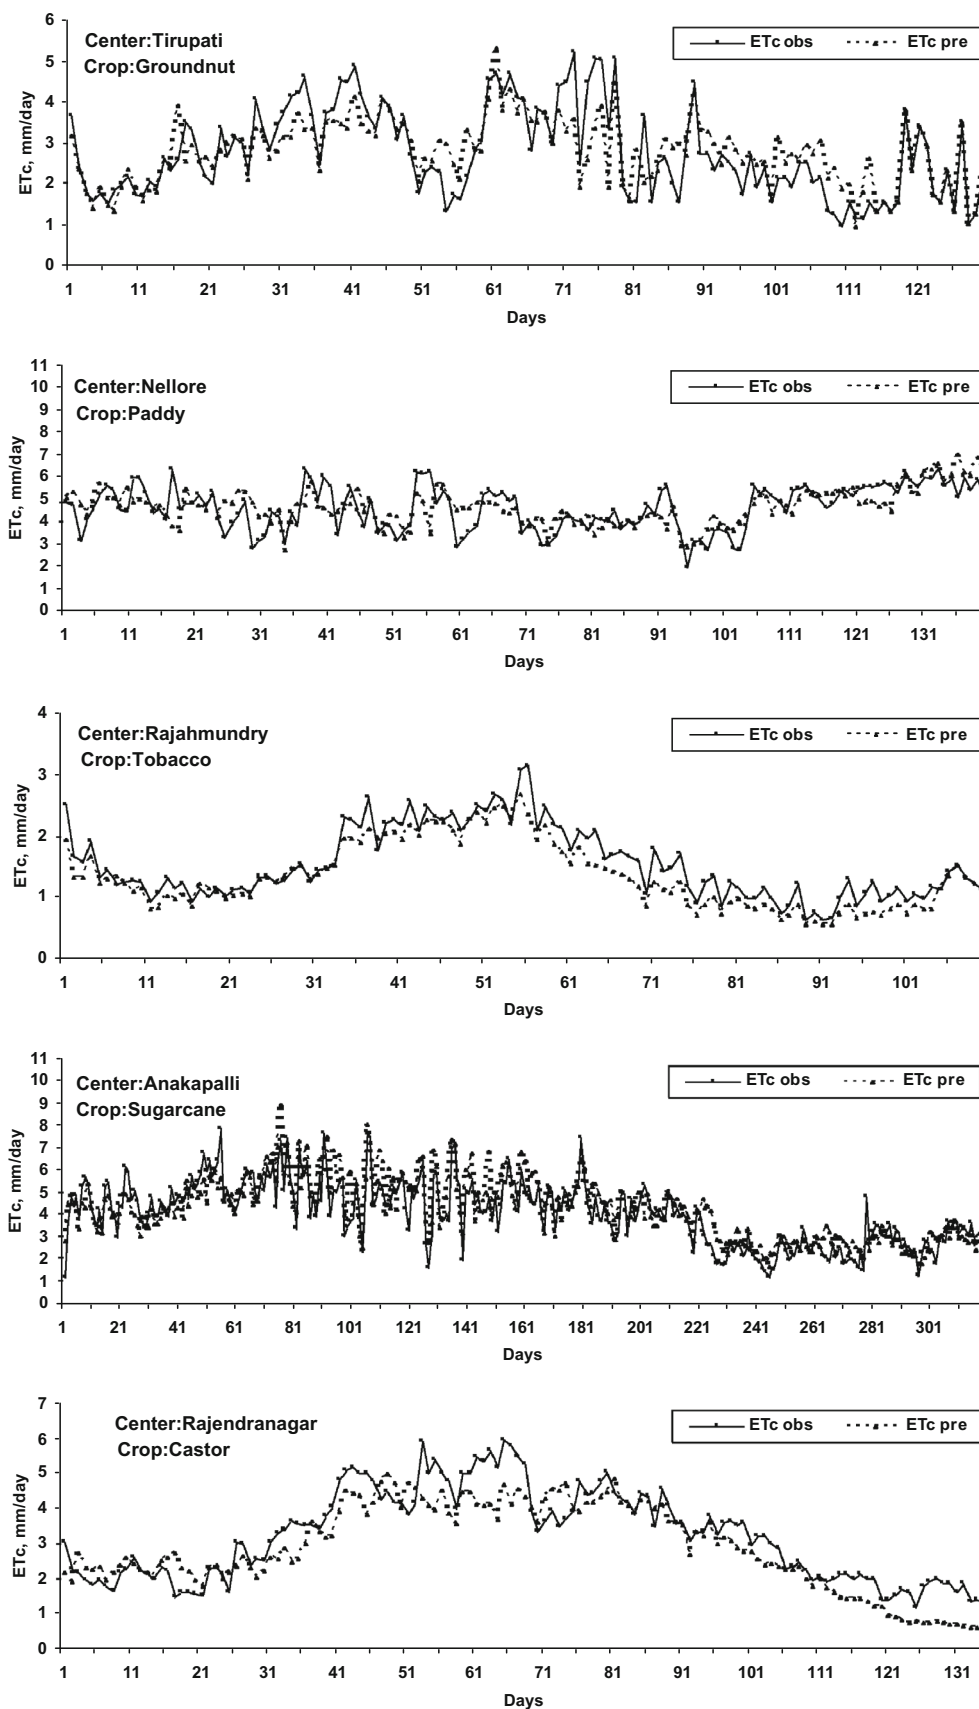 6
5
4
3
2
1
0
ETc, mm/day
Center:Tirupati
Crop:Groundnut
ETc obs ETc pre
1 11 21 31 41 51 61 71 81 91 101 111 121
Days
11
10
9
8
7
6
5
4
3
2
1
0
ETc, mm/day
Center:Nellore
Crop:Paddy
ETc obs ETc pre
1 11 21 31 41 51 61 71 81 91 101 111 121 131
Days
4
3
2
1
0
ETc, mm/day
Center:Rajahmundry
Crop:Tobacco
ETc obs ETc pre
1 11 21 31 41 51 61 71 81 91 101
Days
11
10
9
8
7
6
5
4
3
2
1
0
ETc, mm/day
Center:Anakapalli
Crop:Sugarcane
ETc obs ETc pre
1 21 41 61 81 101 121 141 161 181 201 221 241 261 281 301
Days
7
6
5
4
3
2
1
0
ETc, mm/day
Center:Rajendranagar
Crop:Castor
ETc obs ETc pre
1 11 21 31 41 51 61 71 81 91 101 111 121 131
Days